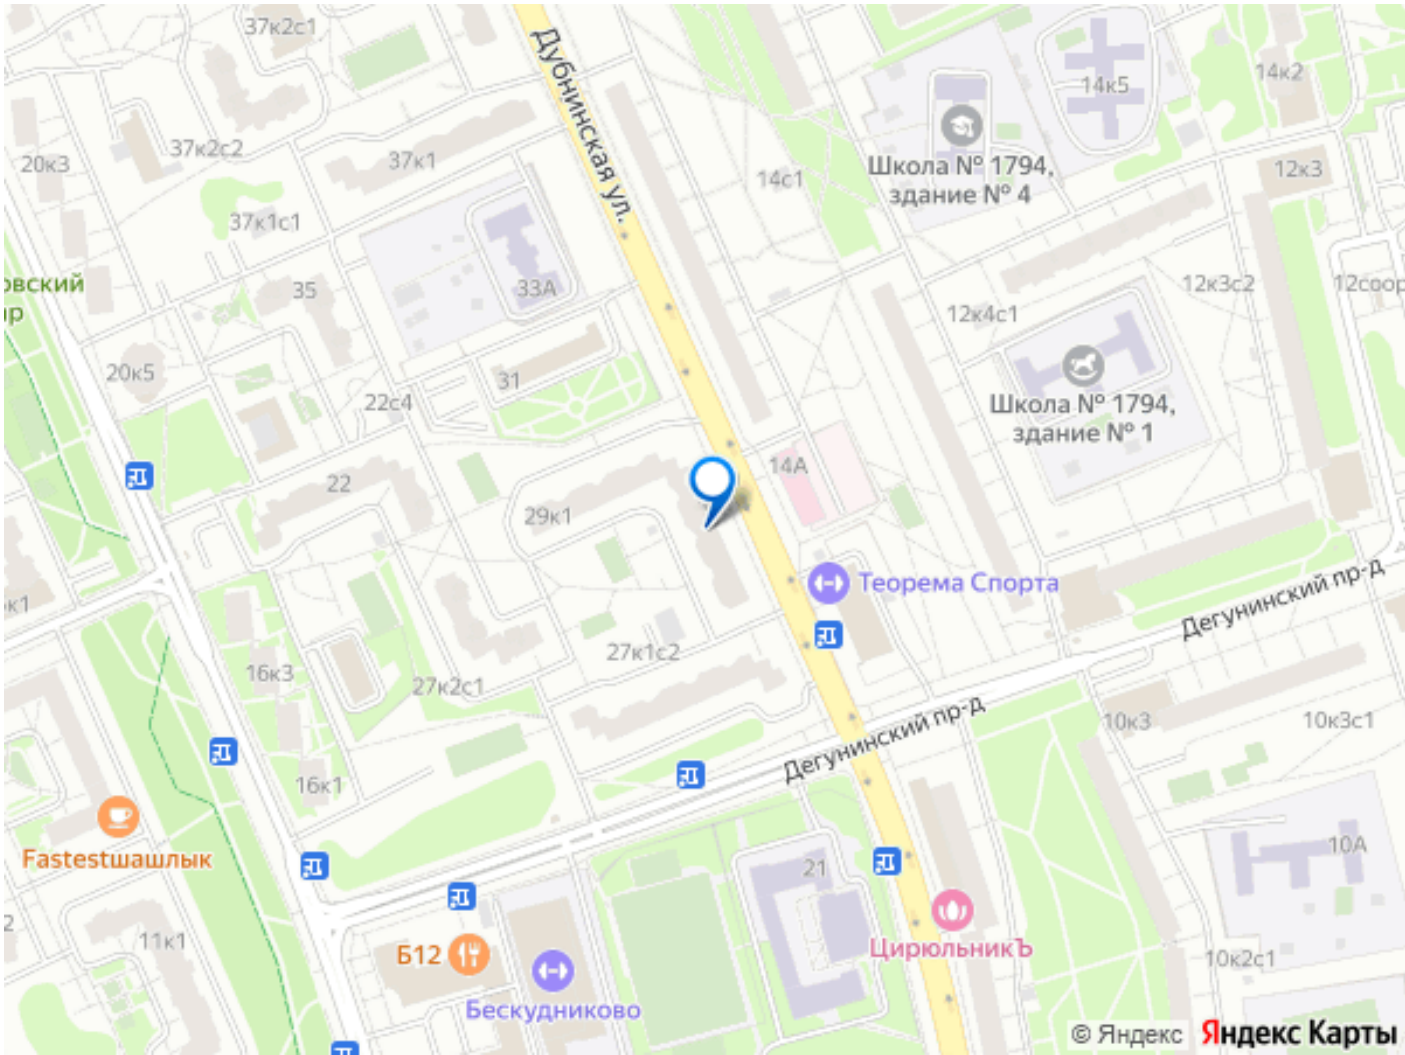 37к2с1
Дубнинская ул.
14к5
14к2
20к3
37к2с2
37к1
Школа № 1794,
здание № 4
14с1
12к3
37к1с1
овский
ар
35
33А
12к3с2
12соор
12к4с1
20к5
31
22с4
Школа № 1794,
здание № 1
14А
22
29к1
Теорема Спорта
Дегунинский пр-д
к1
27к1с2
16к3
27к2с1
Дегунинский пр-д
10к3
10к3с1
16к1
Fastestшашлык
10А
21
2
11к1
Б12
ЦирюльникЪ
10к2с1
Бескудниково
© Яндекс
Яндекс Карты